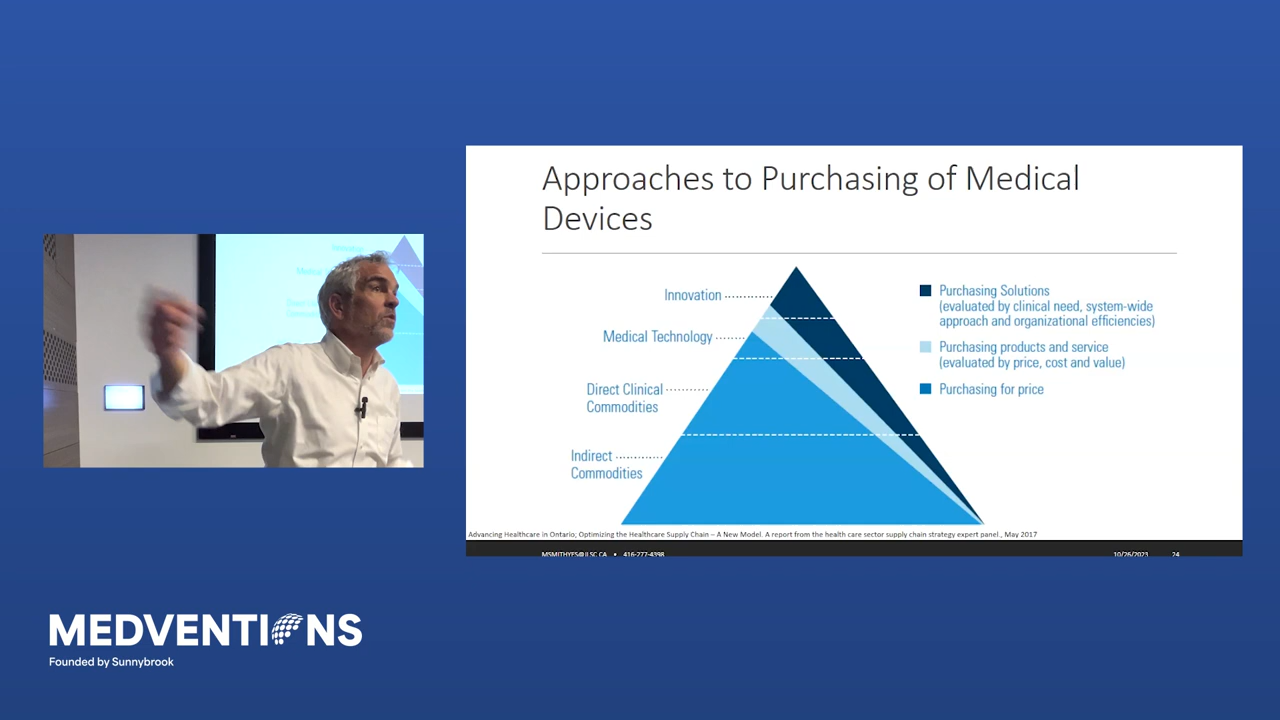 Approaches to Purchasing of Medical
Devices
Innovation
Medical Technology
Direct Clinical
Commodities
Indirect
Commodities
Purchasing Solutions
(evaluated by clinical need, system-wide
approach and organizational efficiencies)
Purchasing products and service
(evaluated by price, cost and value)
Purchasing for price
Advancing Healthcare in Ontario; Optimizing the Healthcare Supply Chain – A New Model. A report from the health care sector supply chain strategy expert panel., May 2017
416-277-4398
10/26/2023 24
MEDVENTIONS
Founded by Sunnybrook